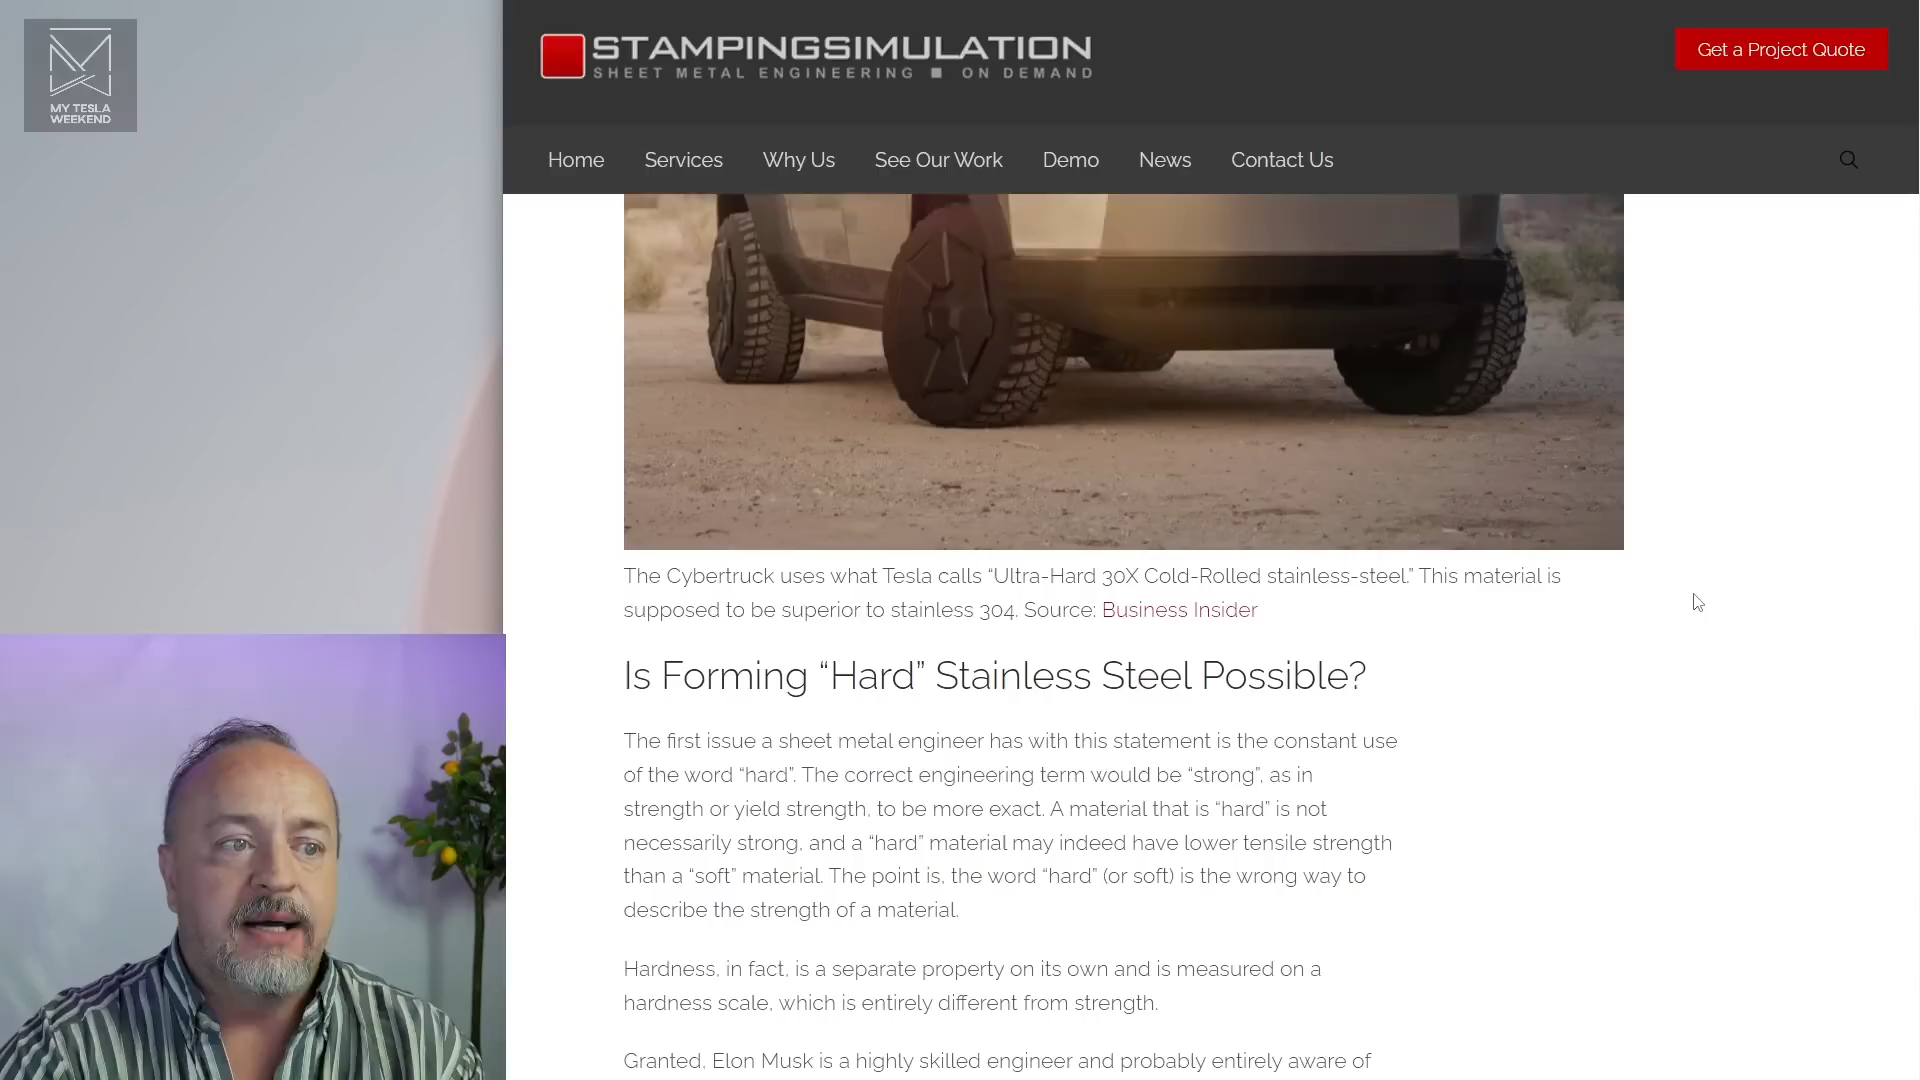 MY TESLA
WEEKEND
STAMPINGSIMULATION
SHEET METAL ENGINEERING ■ ON DEMAND
Get a Project Quote
Home Services Why Us See Our Work Demo News Contact Us
The Cybertruck uses what Tesla calls “Ultra-Hard 30X Cold-Rolled stainless-steel.” This material is
supposed to be superior to stainless 304. Source: Business Insider
Is Forming “Hard” Stainless Steel Possible?
The first issue a sheet metal engineer has with this statement is the constant use
of the word “hard”. The correct engineering term would be “strong”, as in
strength or yield strength, to be more exact. A material that is “hard” is not
necessarily strong, and a “hard” material may indeed have lower tensile strength
than a “soft” material. The point is, the word “hard” (or soft) is the wrong way to
describe the strength of a material.
Hardness, in fact, is a separate property on its own and is measured on a
hardness scale, which is entirely different from strength.
Granted, Elon Musk is a highly skilled engineer and probably entirely aware of